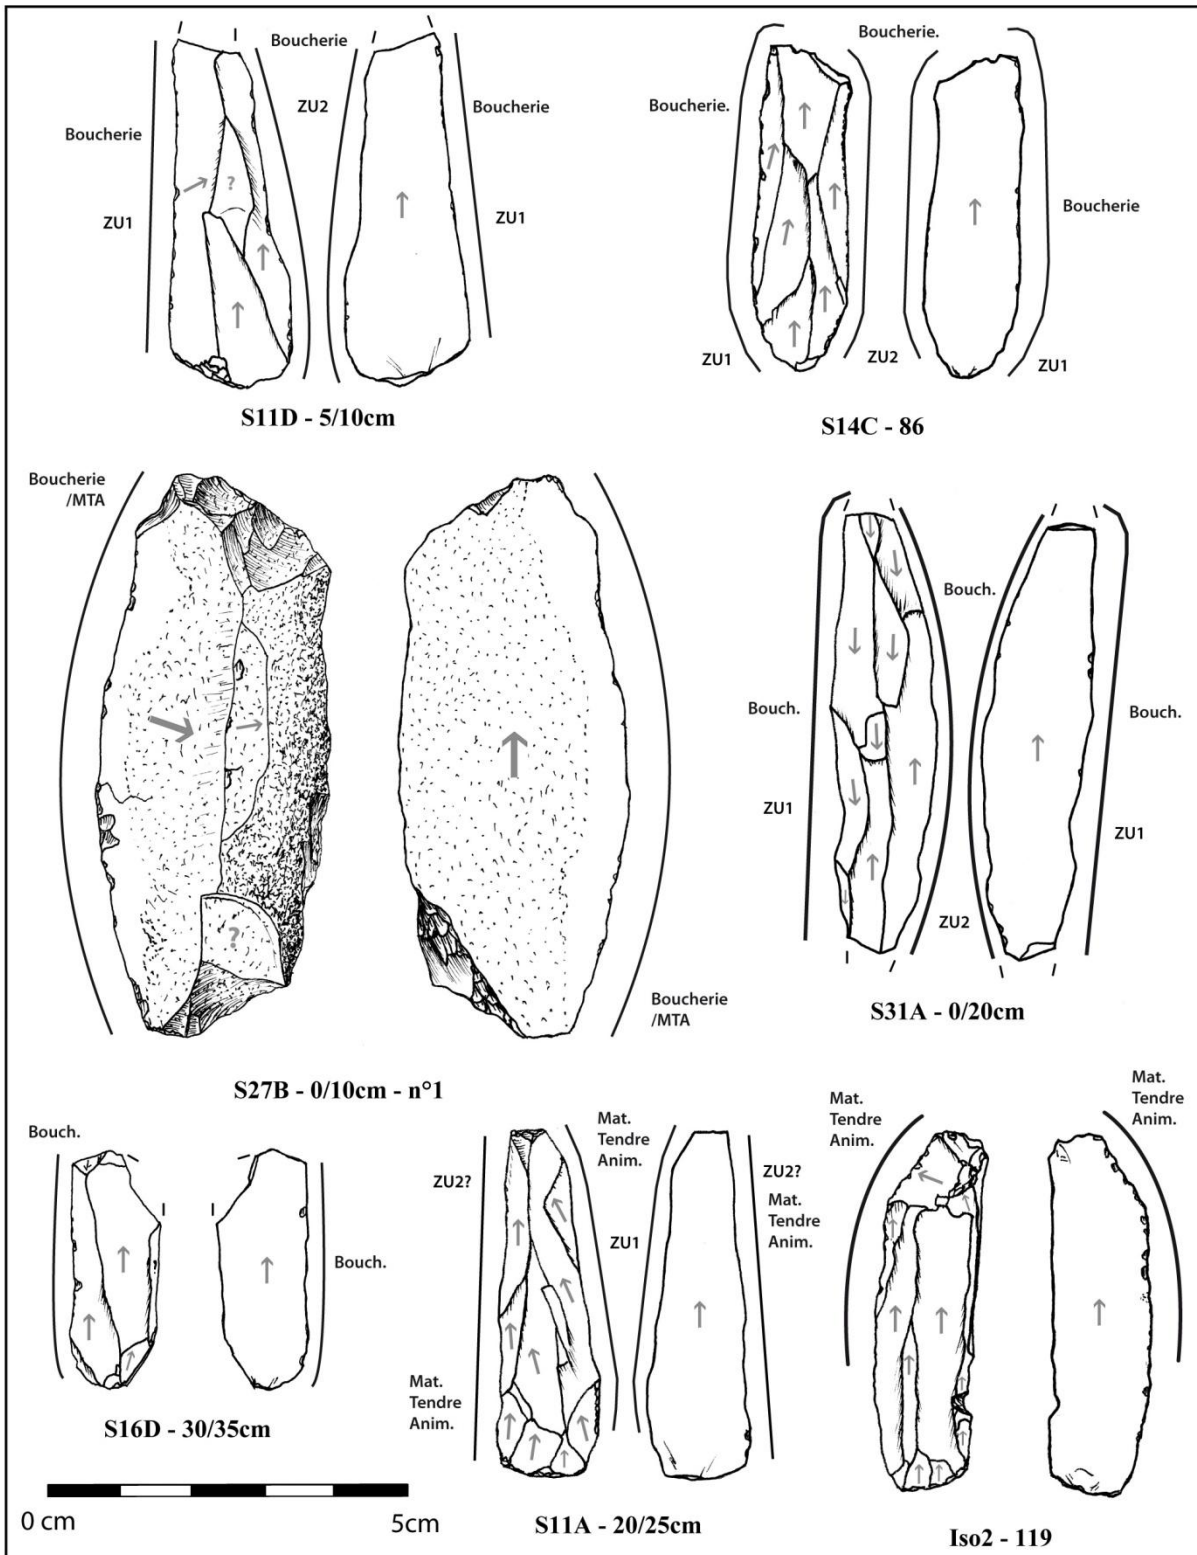 Boucherie
ZU2
Boucherie
Boucherie
ZU1
ZU1
?
S11D - 5/10cm
Boucherie.
Boucherie.
Boucherie
ZU1
ZU2
ZU1
S14C - 86
Boucherie
/MTA
?
Boucherie
/MTA
S27B - 0/10cm - n°1
Bouch.
Bouch.
Bouch.
ZU1
ZU1
ZU2
S31A - 0/20cm
Bouch.
Bouch.
S16D - 30/35cm
Mat.
Tendre
Anim.
ZU2?
ZU2?
Mat.
Tendre
Anim.
ZU1
Mat.
Tendre
Anim.
S11A - 20/25cm
Mat.
Tendre
Anim.
Mat.
Tendre
Anim.
Iso2 - 119
0 cm
5cm